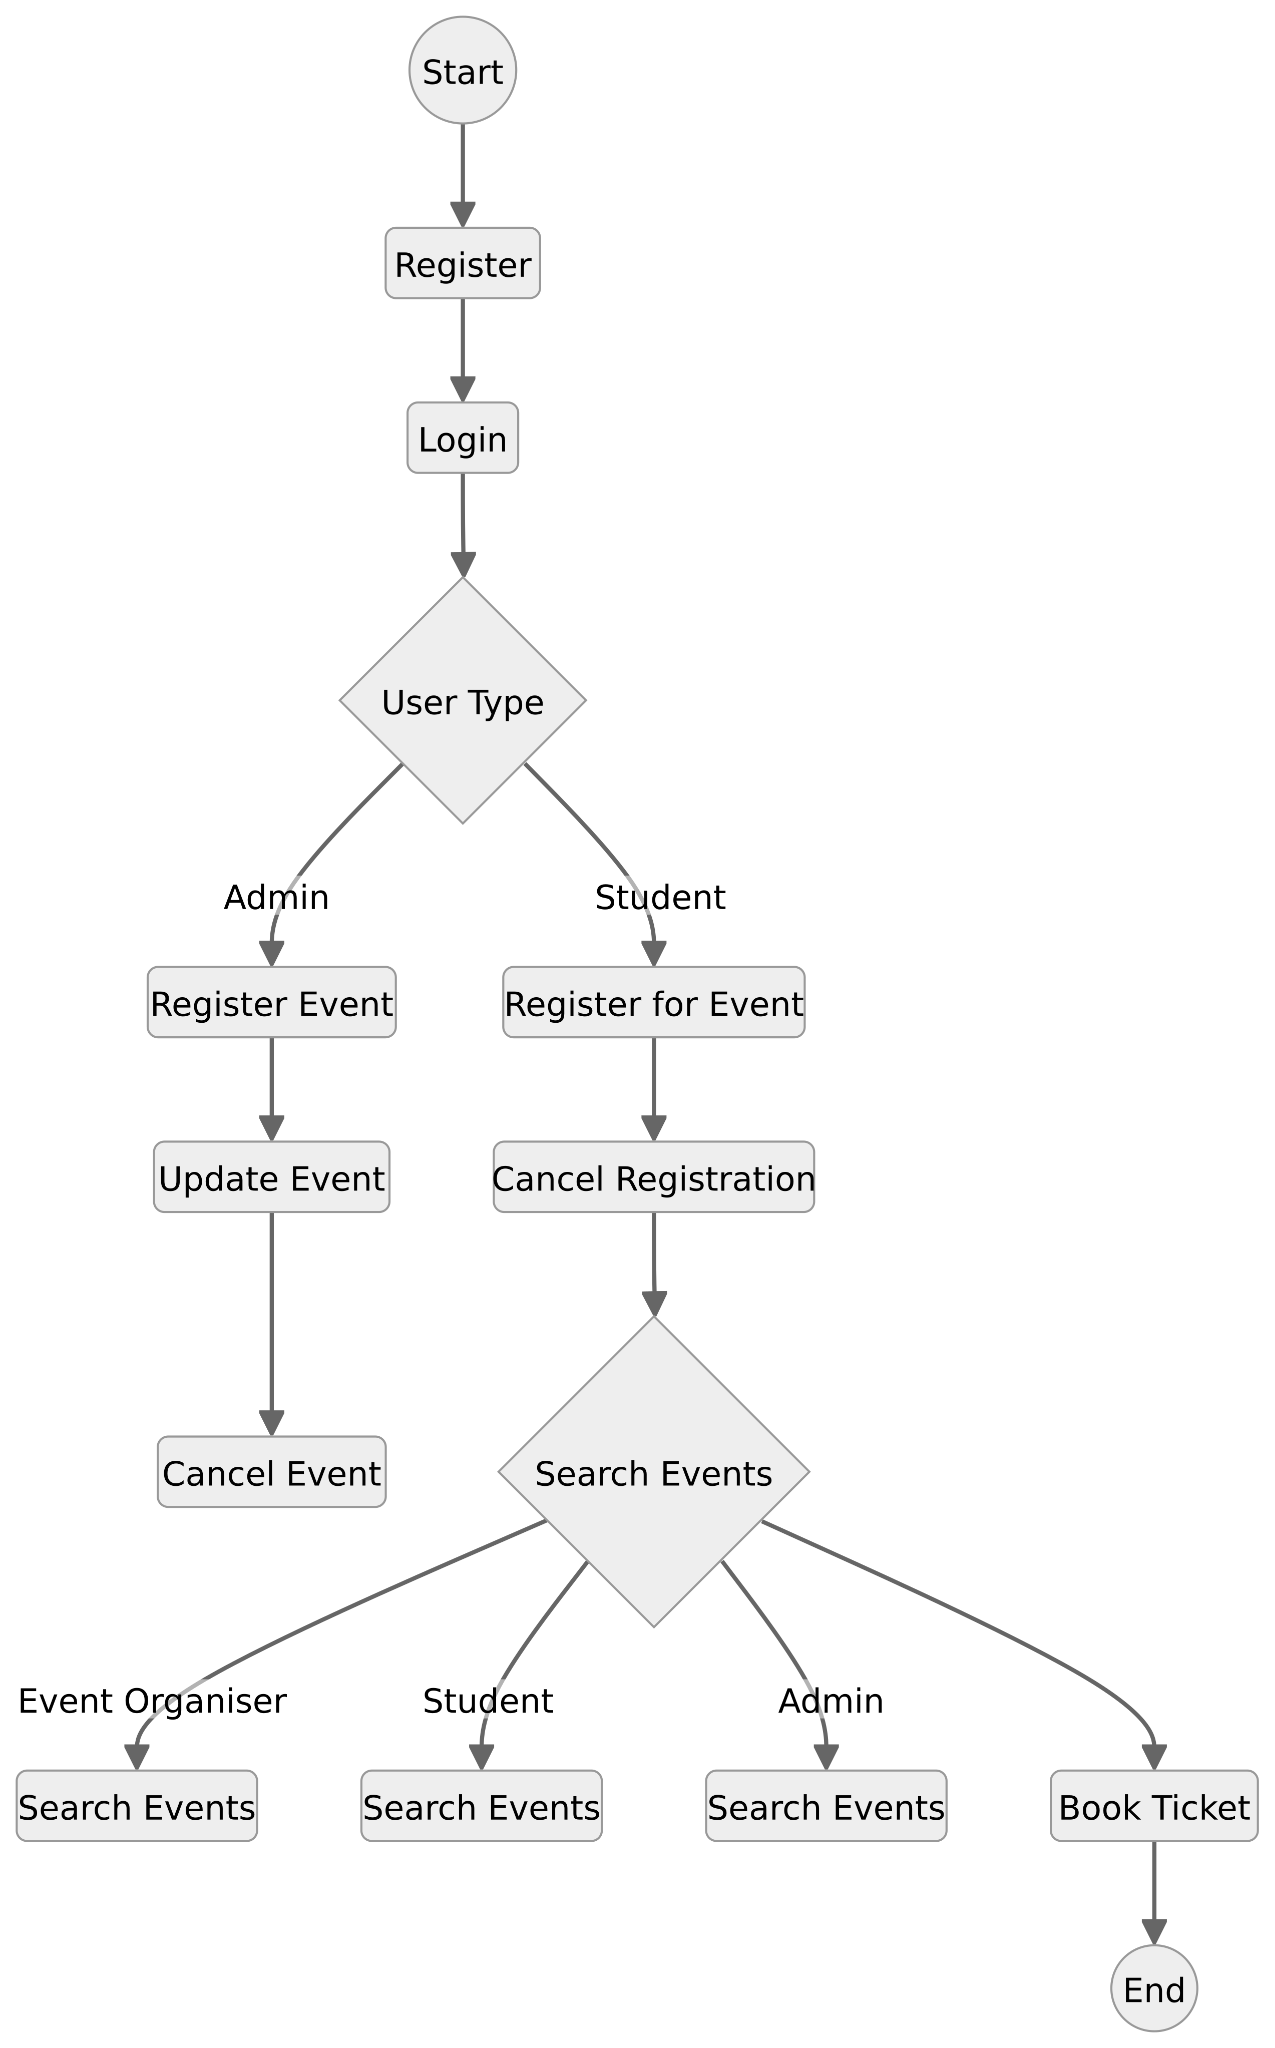 Start
Register
Login
User Type
Admin
Student
Register Event
Register for Event
Update Event
Cancel Registration
Cancel Event
Search Events
Event Organiser
Student
Admin
Search Events
Search Events
Search Events
Book Ticket
End